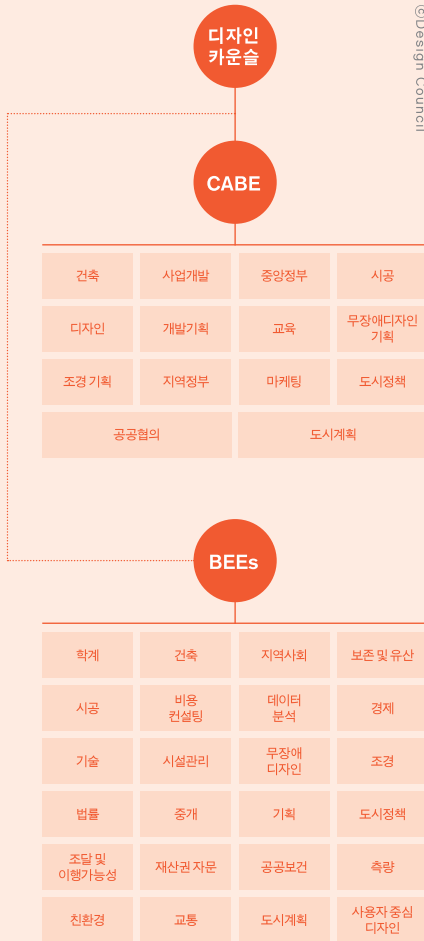 디자인
카운슬
©Design Council
CABE
건축
사업개발
중앙정부
시공
디자인
개발기획
교육
무장애디자인
기획
조경 기획
지역정부
마케팅
도시정책
공공협의
도시계획
BEEs
학계
건축
지역사회
보존 및 유산
시공
비용
컨설팅
데이터
분석
경제
기술
시설관리
무장애
디자인
조경
법률
중개
기획
도시정책
조달 및
이행가능성
재산권 자문
공공보건
측량
친환경
교통
도시계획
사용자 중심
디자인